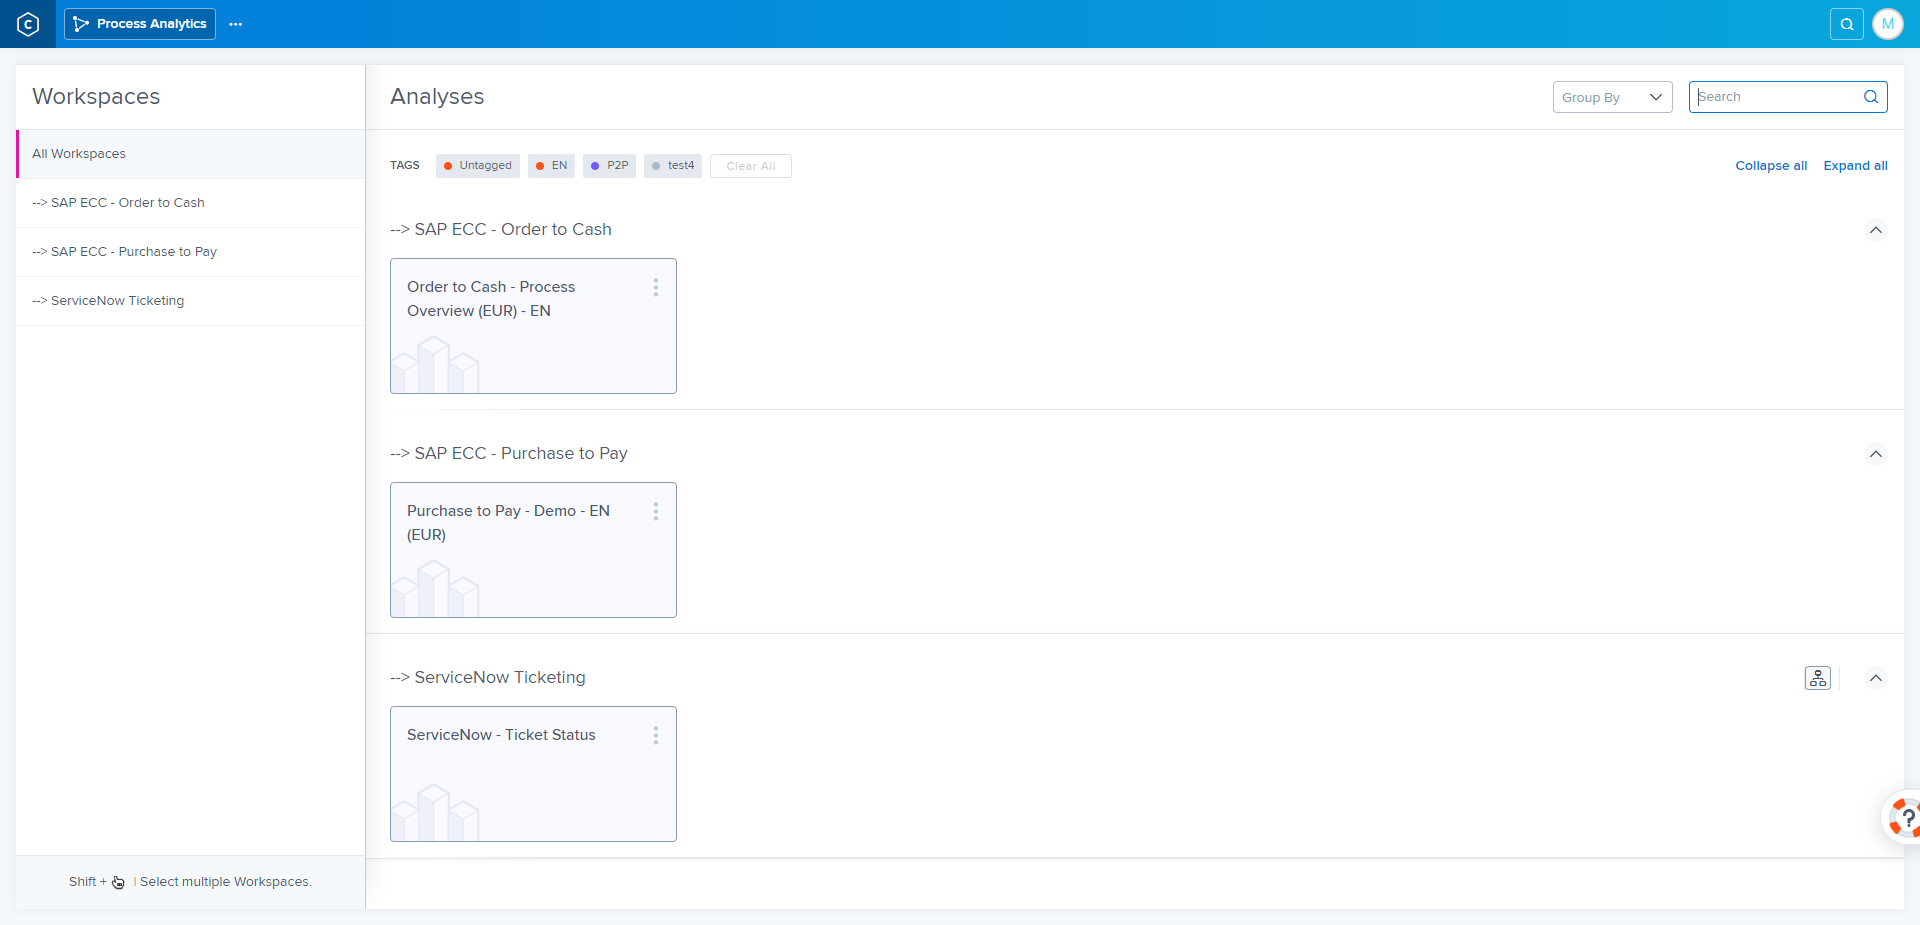 C
Process Analytics
M
Workspaces
All Workspaces
--> SAP ECC - Order to Cash
--> SAP ECC - Purchase to Pay
--> ServiceNow Ticketing
Shift + | Select multiple Workspaces.
Analyses
Group By
Search
TAGS
Untagged
EN
P2P
test4
Clear All
Collapse all
Expand all
--> SAP ECC - Order to Cash
Order to Cash - Process
Overview (EUR) - EN
--> SAP ECC - Purchase to Pay
Purchase to Pay - Demo - EN
(EUR)
--> ServiceNow Ticketing
ServiceNow - Ticket Status
?